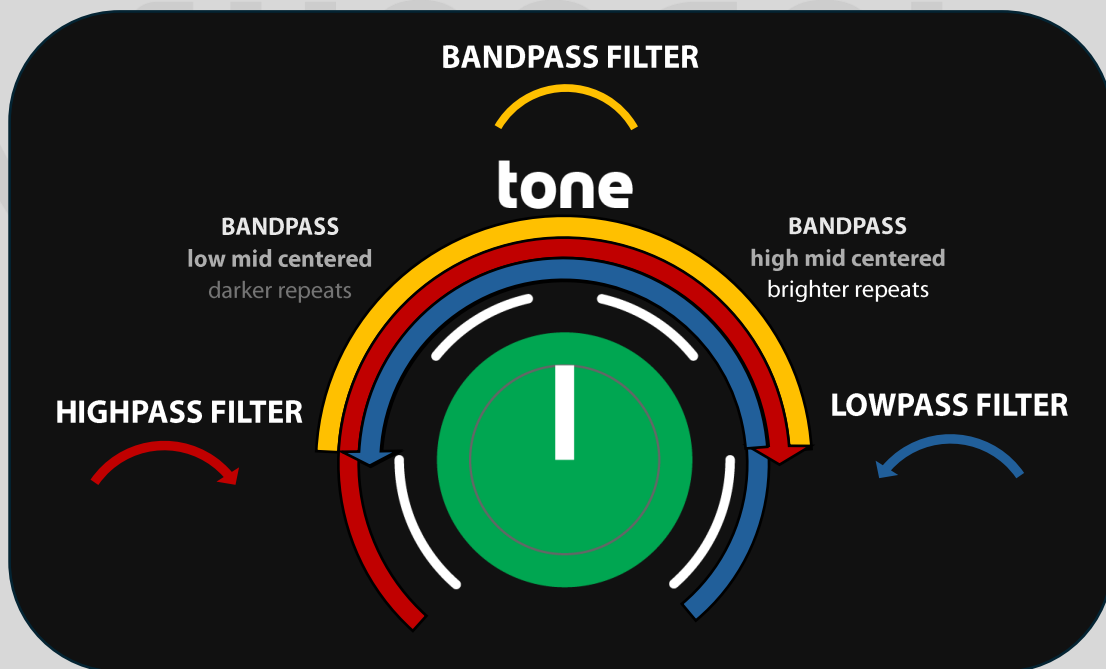 BANDPASS FILTER
tone
BANDPASS
low mid centered
darker repeats
BANDPASS
high mid centered
brighter repeats
HIGHPASS FILTER
LOWPASS FILTER